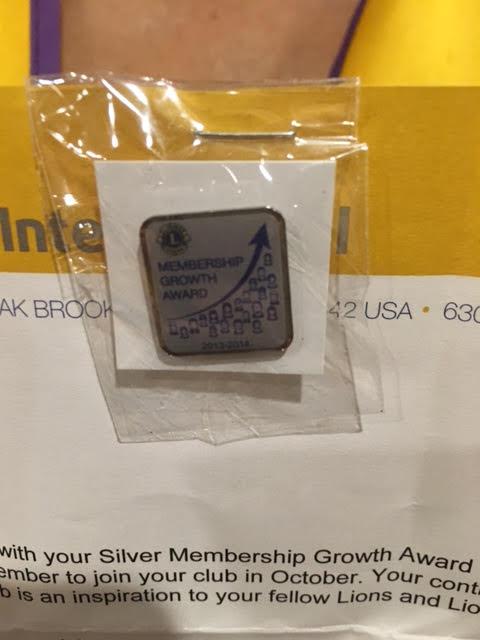 Inte l
AK BROOK 42 USA • 630
L
MEMBERSHIP
GROWTH
AWARD
2013-2014
with your Silver Membership Growth Award
ember to join your club in October. Your cont
b is an inspiration to your fellow Lions and Lio